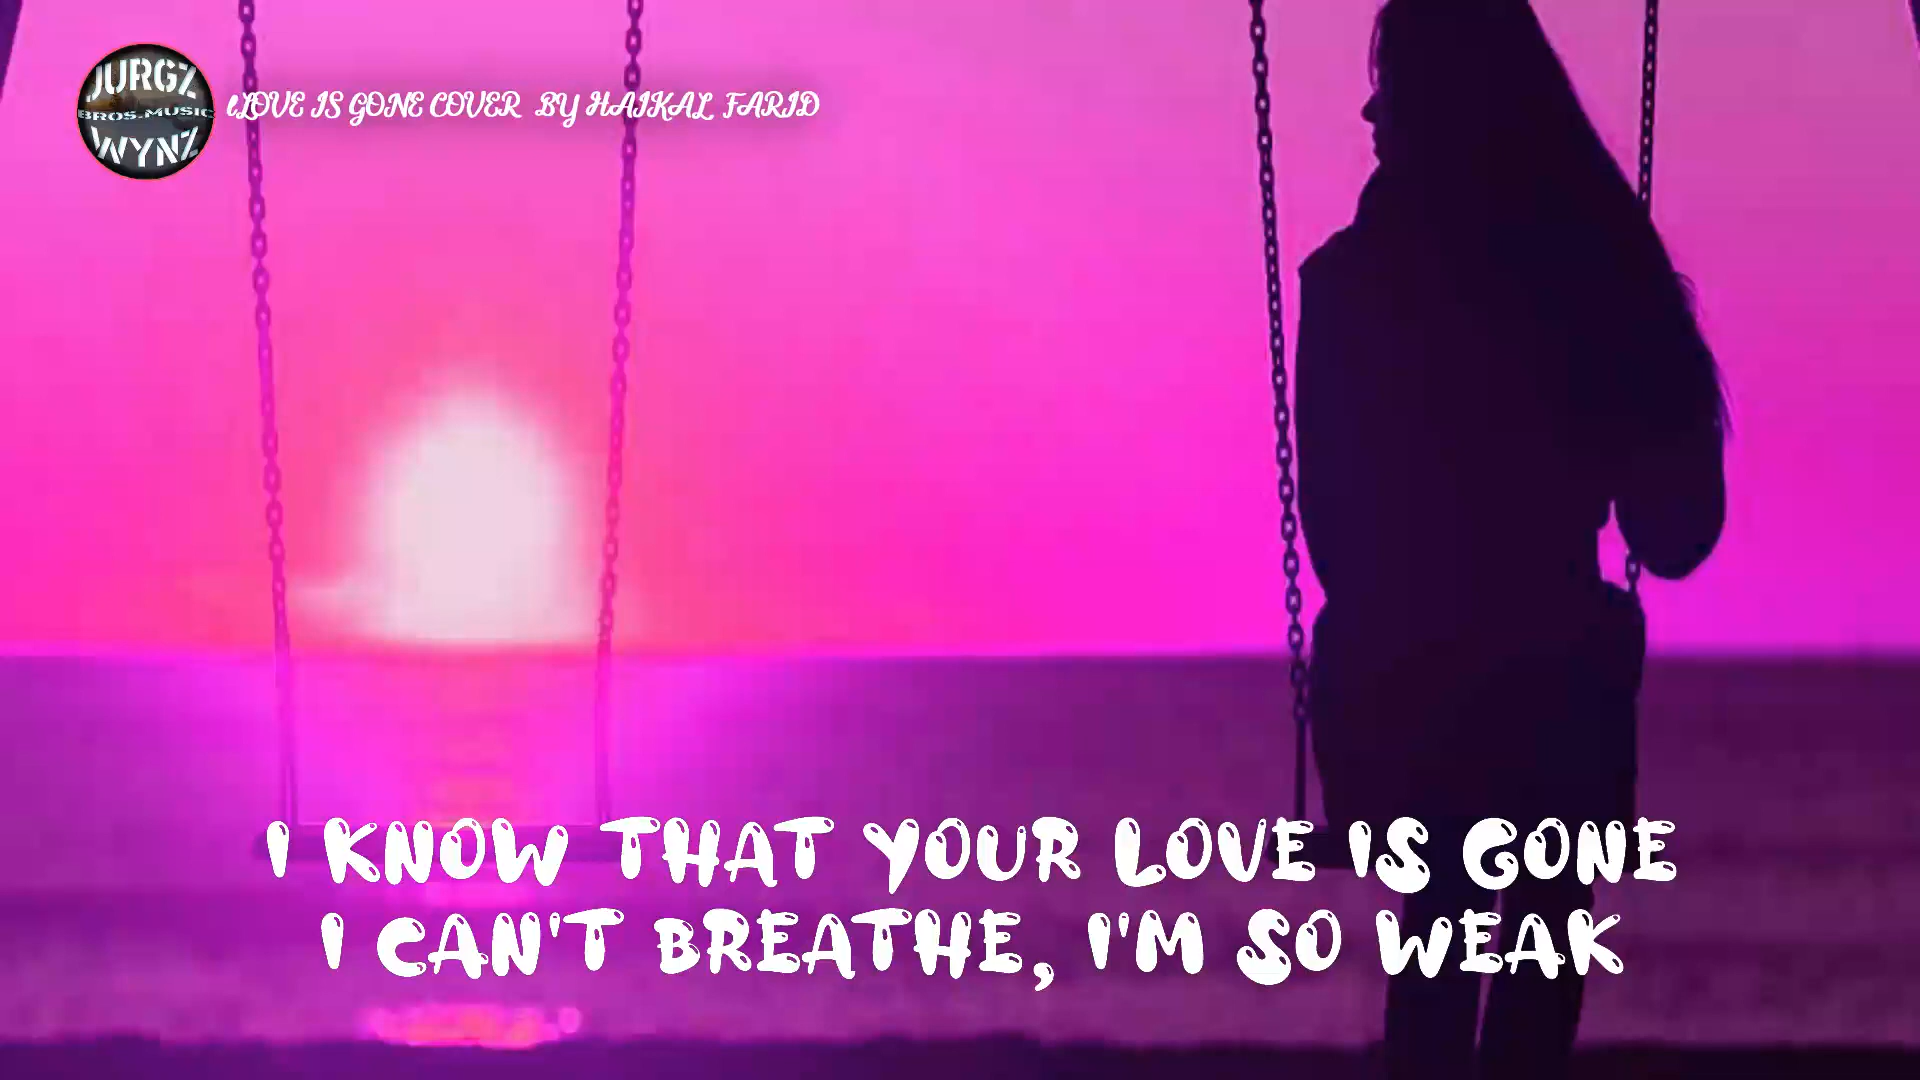 JURGZ
BROS.MUSIC
WYNZ
LOVE IS GONE COVER BY HAIKAL FARID
I KNOW THAT YOUR LOVE IS GONE
I CAN'T BREATHE, I'M SO WEAK